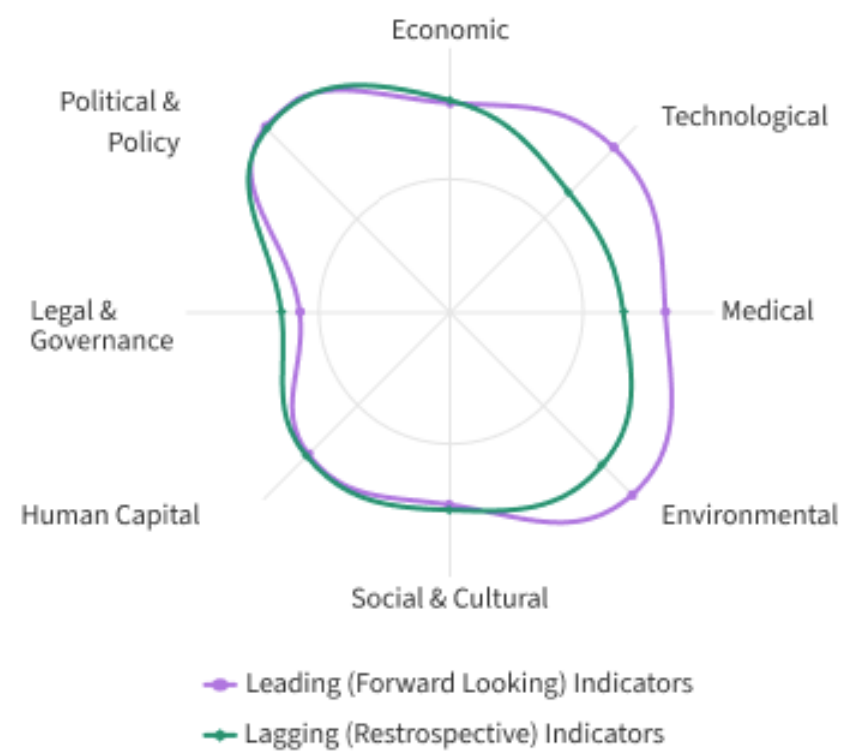 Economic
Political &
Policy
Technological
Legal &
Governance
Medical
Human Capital
Environmental
Social & Cultural
Leading (Forward Looking) Indicators
Lagging (Restrospective) Indicators